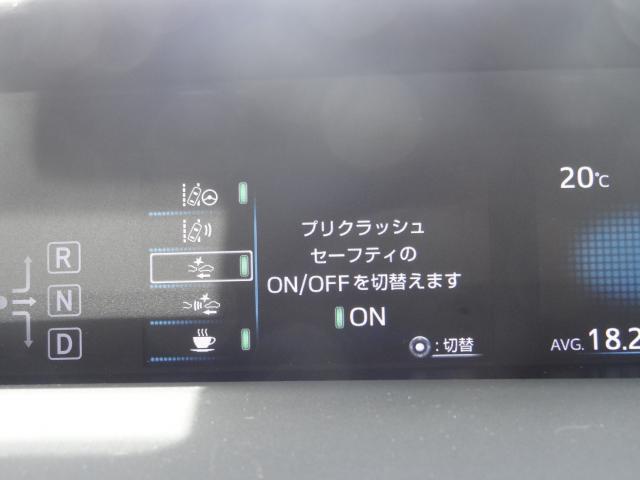 20℃
プリクラッシュ
セーフティの
ON/OFFを切替えます
ON
:切替
R
N
D
AVG. 18.2